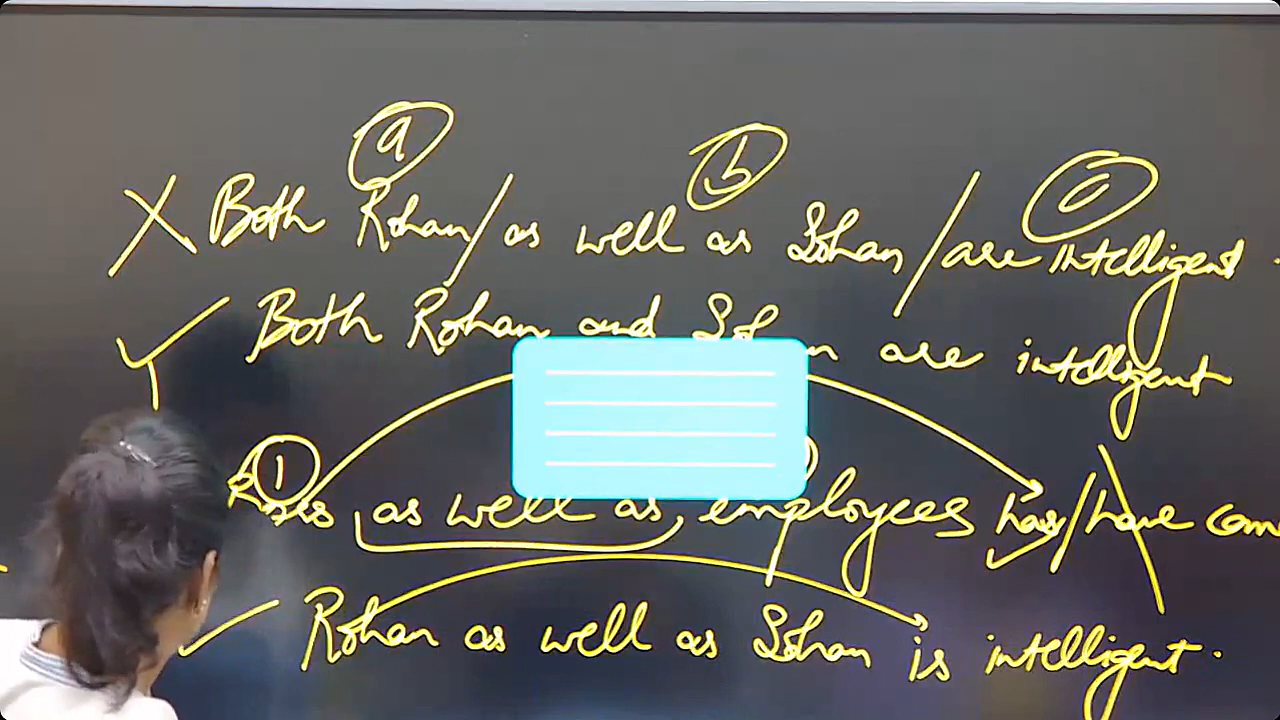 a b c
X Both Rohan/as well as Sohan/are intelligent.
✓ Both Rohan and Soh n are intelligent
1
as well as employees has/have com
Rohan as well as Sohan is intelligent.